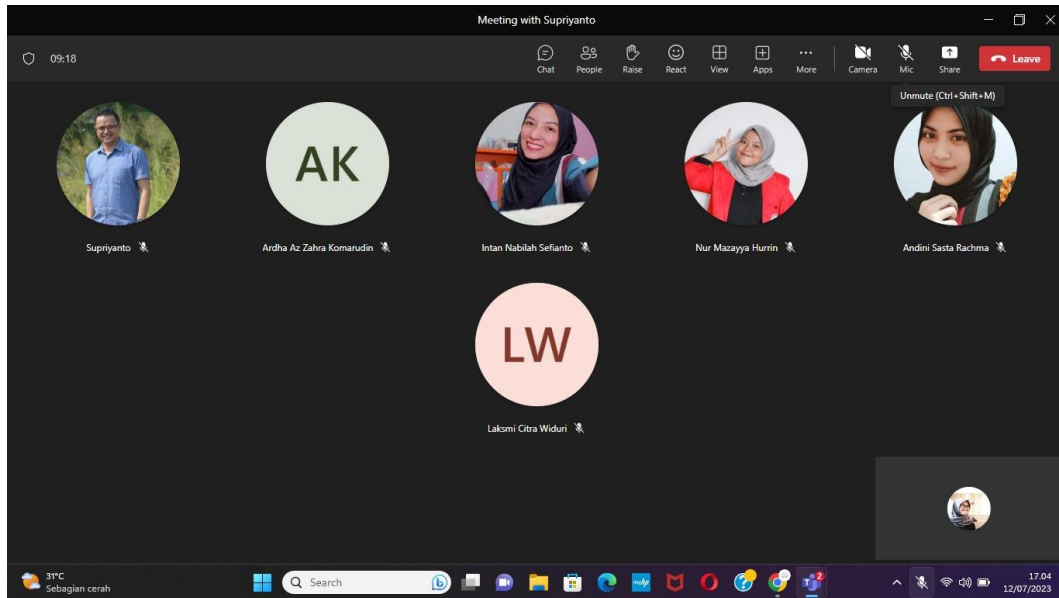 Meeting with Supriyanto
09:18
Chat People Raise React View Apps More Camera Mic Share Leave
Unmute (Ctrl+Shift+M)
AK
Supriyanto Ardha Az Zahra Komarudin Intan Nabilah Sefianto Nur Mazayya Hurrin Andini Sasta Rachma
LW
Laksmi Citra Widuri
31°C
Sebagian cerah
Search
myhp
2
17.04
12/07/2023